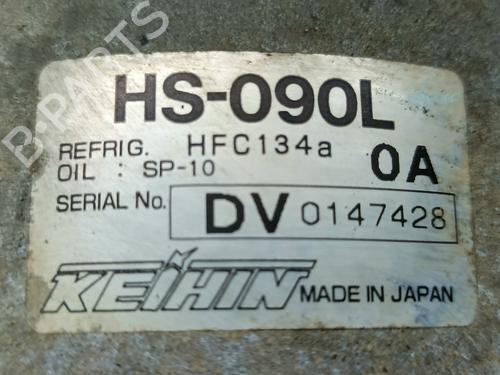 HS-090L
REFRIG. HFC134a
OIL : SP-10 0A
SERIAL No. DV 0147428
KEIHIN MADE IN JAPAN
B-PARTS